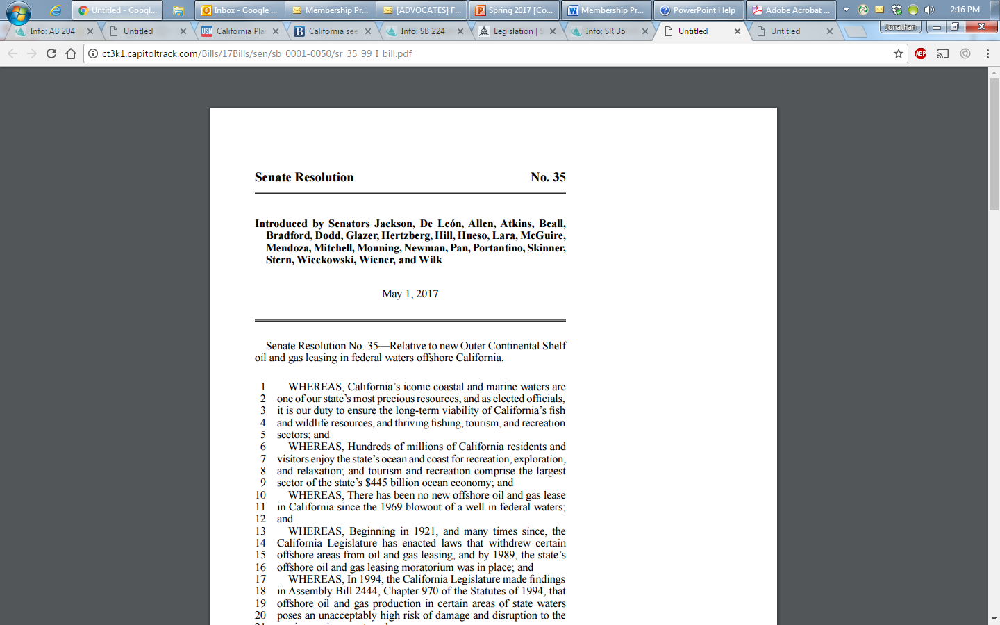 Untitled - Googl...
Inbox - Google ...
Membership Pr...
[ADVOCATES] F...
Spring 2017 [Co...
Membership Pr...
PowerPoint Help
Adobe Acrobat ...
2:16 PM
Info: AB 204
Untitled
USN California Pla
B California see
Info: SB 224
Legislation | S
Info: SR 35
Untitled
Untitled
Jonathan
ct3k1.capitoltrack.com/Bills/17Bills/sen/sb_0001-0050/sr_35_99_I_bill.pdf
ABP
Senate Resolution No. 35
Introduced by Senators Jackson, De León, Allen, Atkins, Beall,
Bradford, Dodd, Glazer, Hertzberg, Hill, Hueso, Lara, McGuire,
Mendoza, Mitchell, Monning, Newman, Pan, Portantino, Skinner,
Stern, Wieckowski, Wiener, and Wilk
May 1, 2017
Senate Resolution No. 35—Relative to new Outer Continental Shelf
oil and gas leasing in federal waters offshore California.
1 WHEREAS, California's iconic coastal and marine waters are
2 one of our state's most precious resources, and as elected officials,
3 it is our duty to ensure the long-term viability of California's fish
4 and wildlife resources, and thriving fishing, tourism, and recreation
5 sectors; and
6 WHEREAS, Hundreds of millions of California residents and
7 visitors enjoy the state's ocean and coast for recreation, exploration,
8 and relaxation; and tourism and recreation comprise the largest
9 sector of the state's $445 billion ocean economy; and
10 WHEREAS, There has been no new offshore oil and gas lease
11 in California since the 1969 blowout of a well in federal waters;
12 and
13 WHEREAS, Beginning in 1921, and many times since, the
14 California Legislature has enacted laws that withdrew certain
15 offshore areas from oil and gas leasing, and by 1989, the state's
16 offshore oil and gas leasing moratorium was in place; and
17 WHEREAS, In 1994, the California Legislature made findings
18 in Assembly Bill 2444, Chapter 970 of the Statutes of 1994, that
19 offshore oil and gas production in certain areas of state waters
20 poses an unacceptably high risk of damage and disruption to the